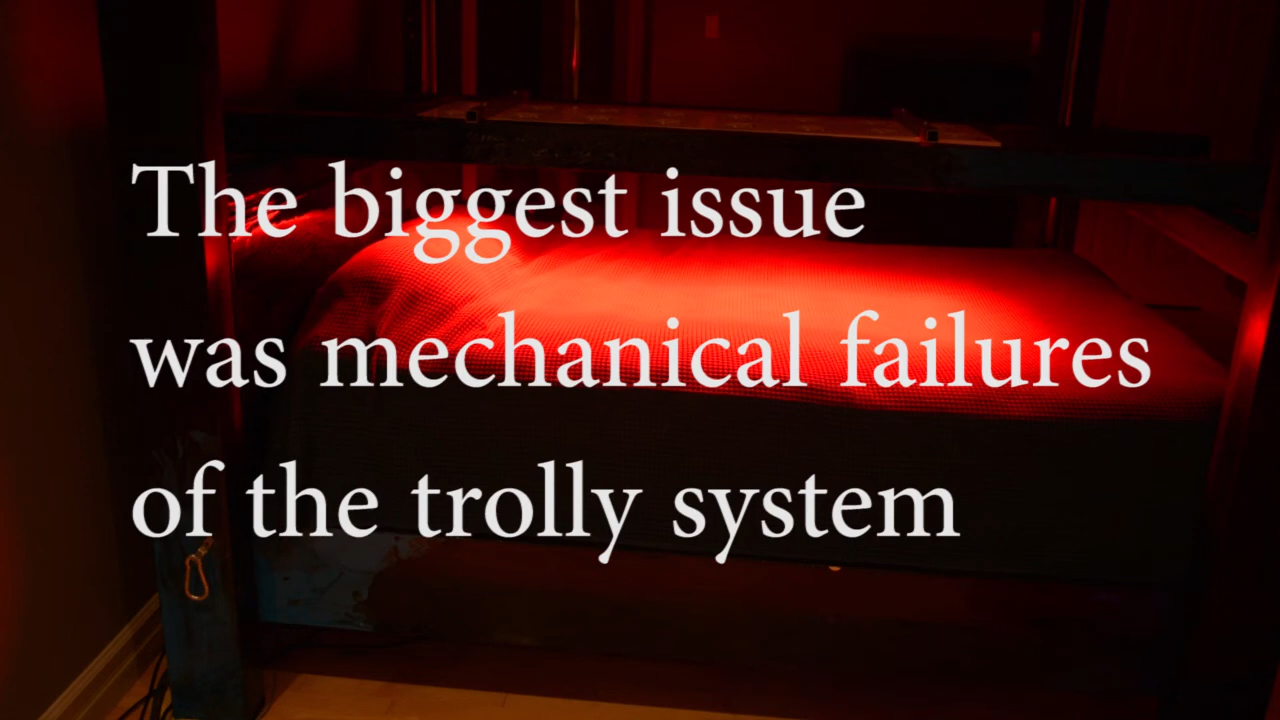 The biggest issue
was mechanical failures
of the trolly system